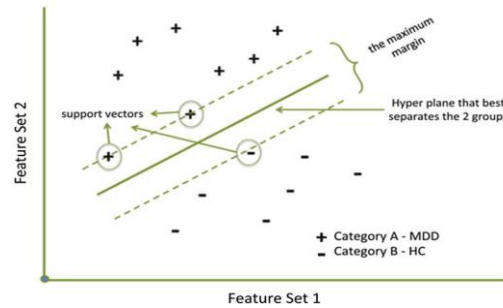 the maximum
margin
support vectors
Hyper plane that best
separates the 2 group
Feature Set 2
+ Category A - MDD
- Category B - HC
Feature Set 1